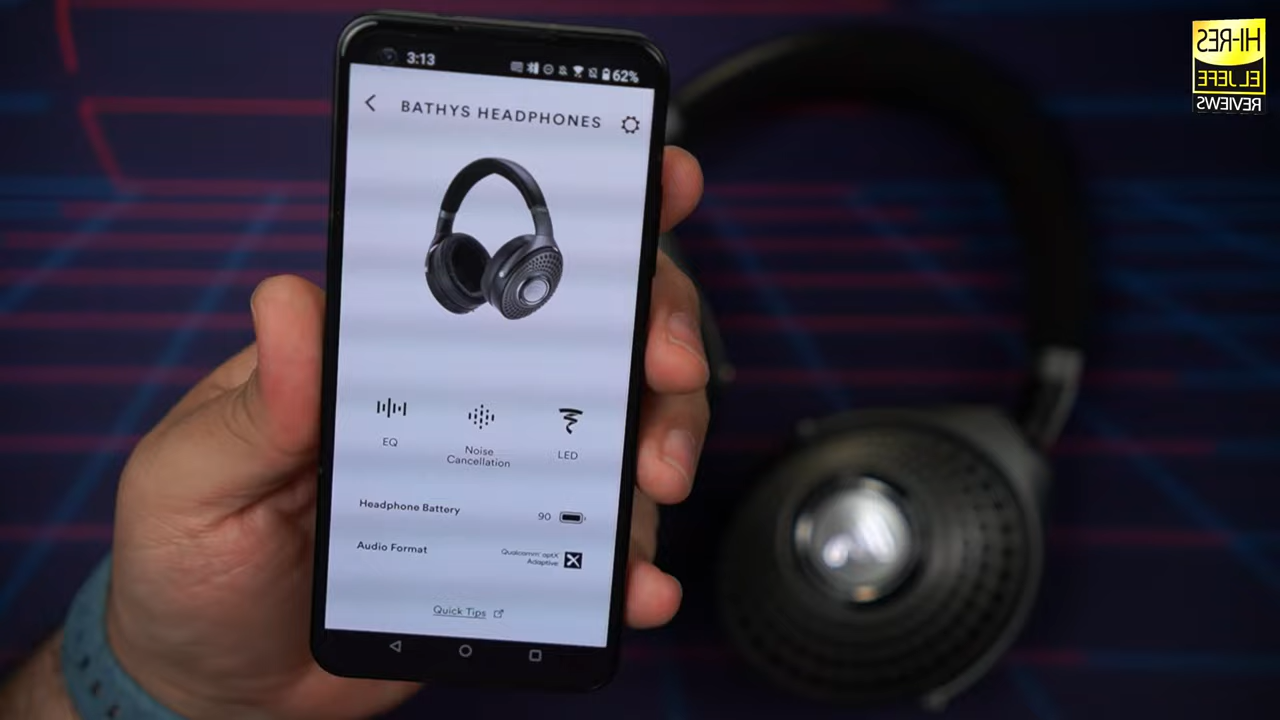 3:13
62%
BATHYS HEADPHONES
EQ
Noise
Cancellation
LED
Headphone Battery
90
Audio Format
Qualcomm aptX
Adaptive
Quick Tips
HI-RES
EL JEFE
REVIEWS